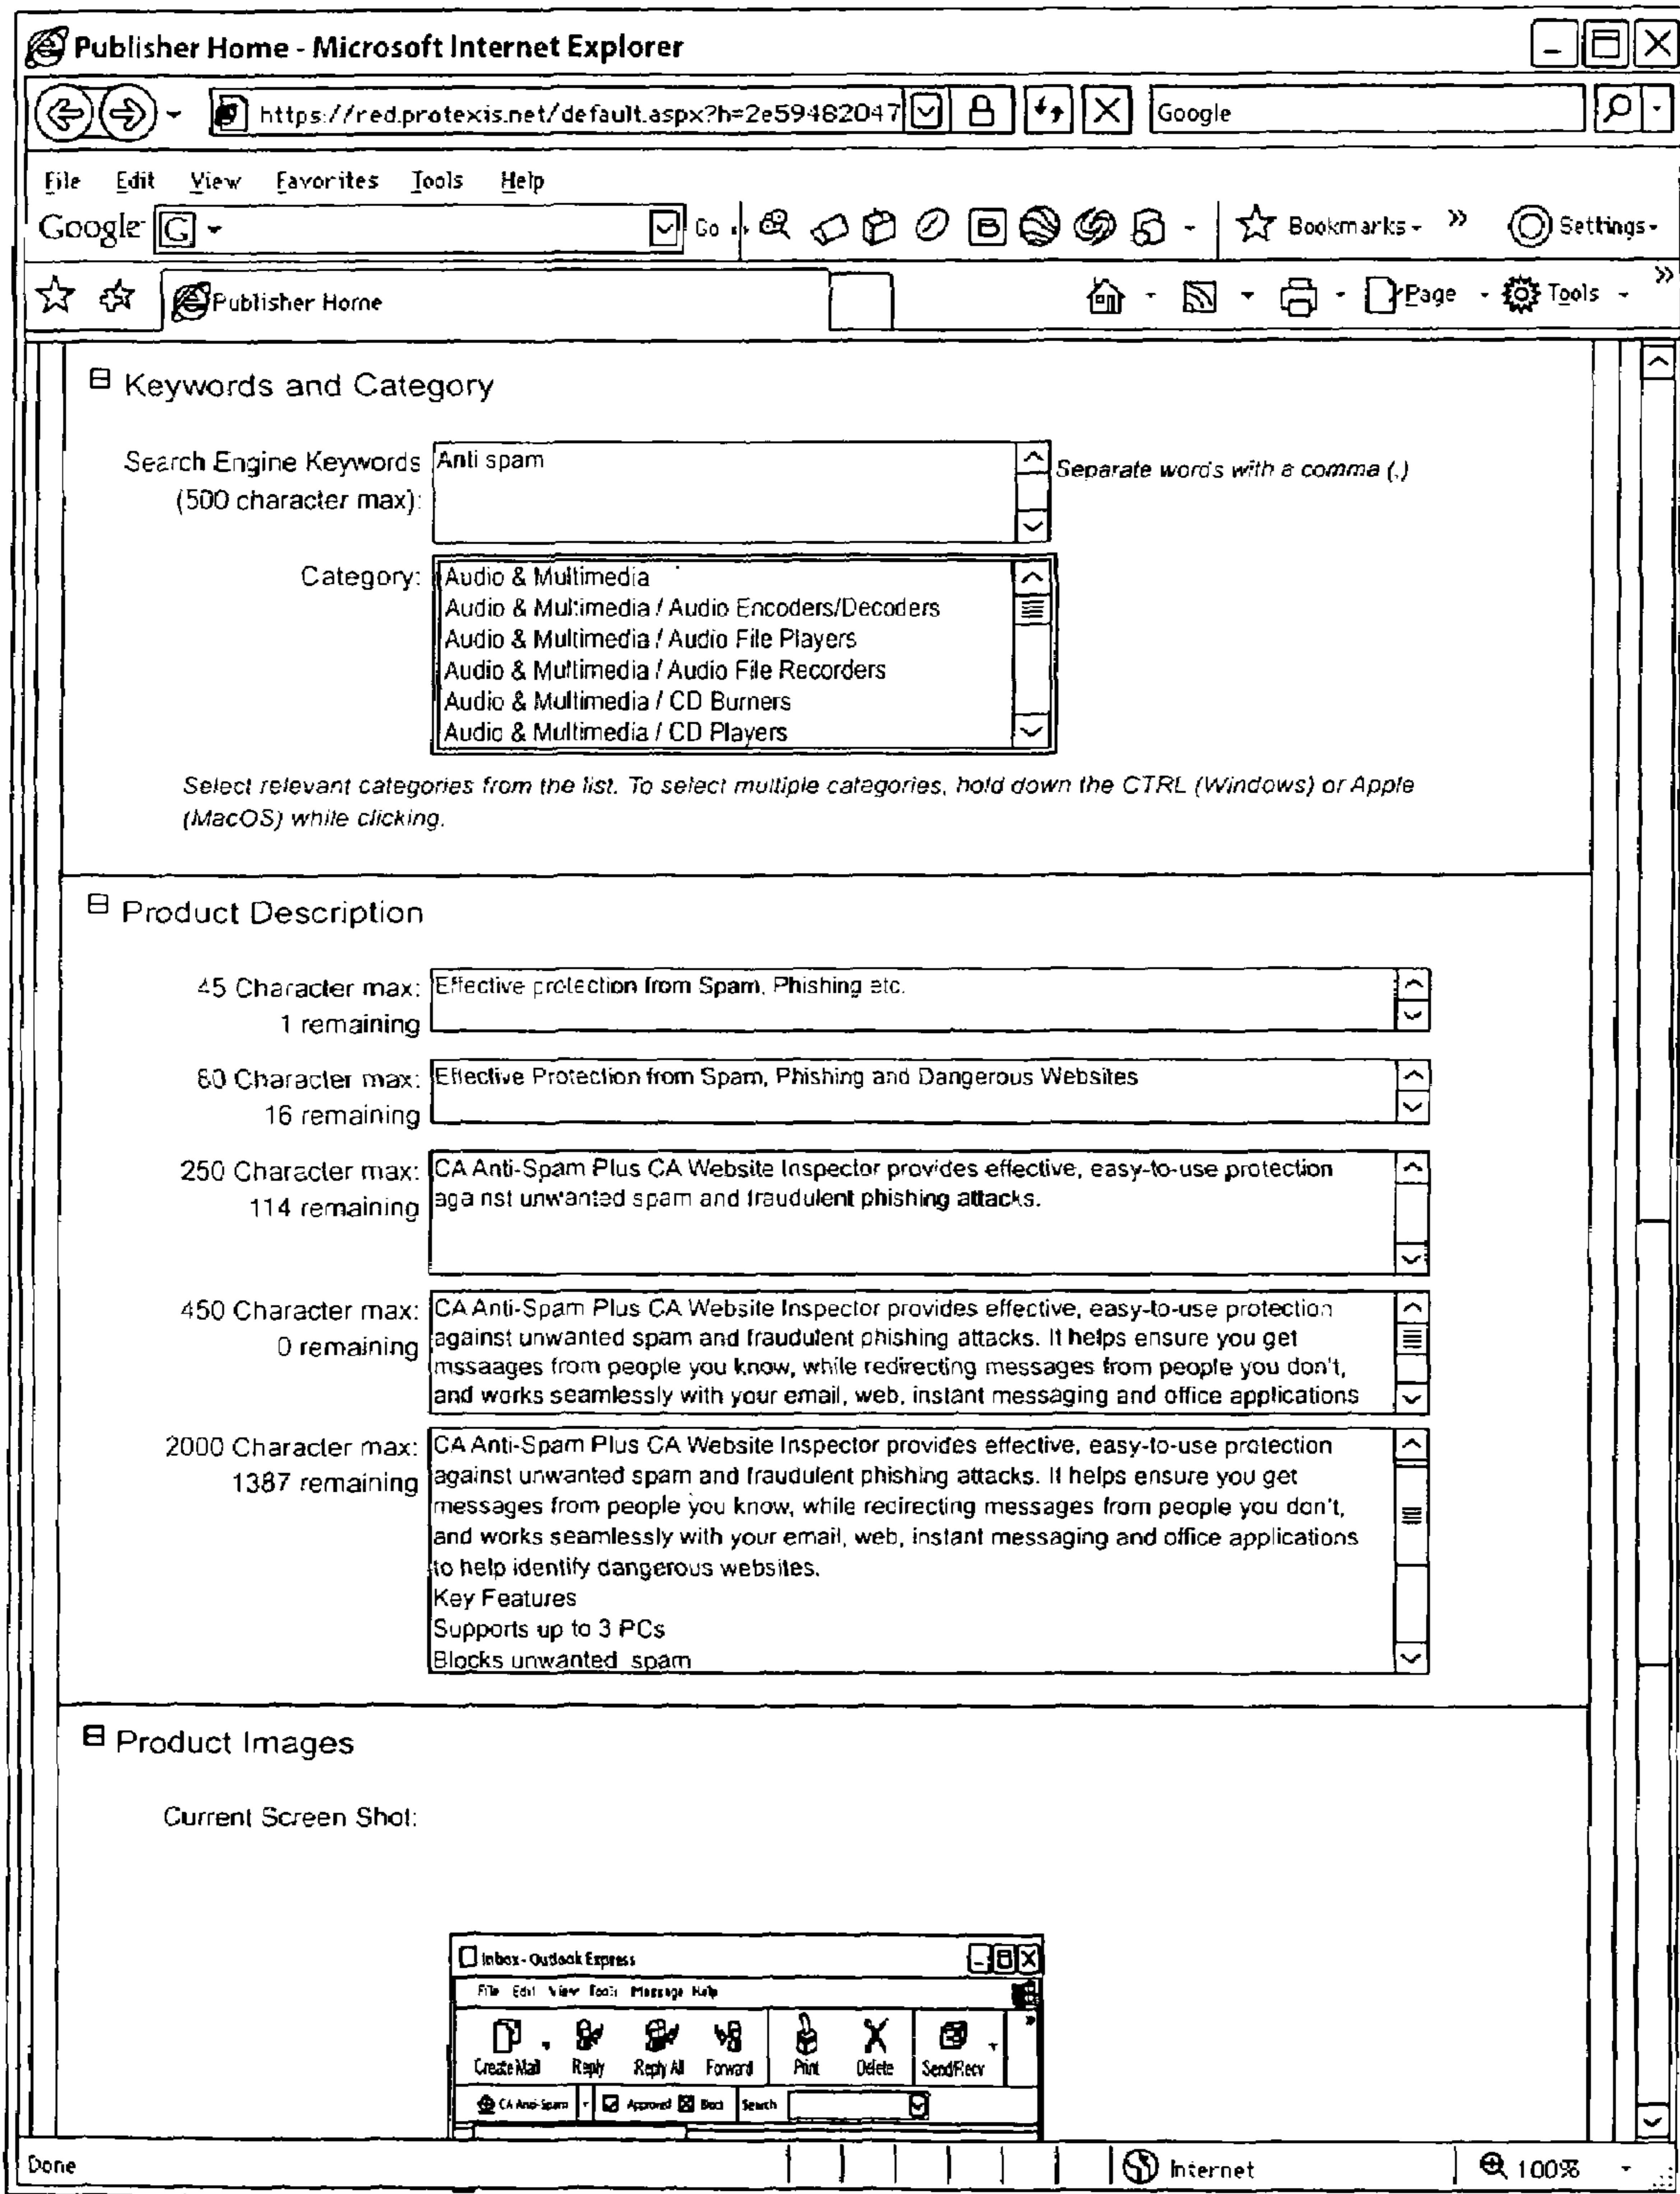 Publisher Home - Microsoft Internet Explorer
https://red.protexis.net/default.aspx?h=2e59482047
Google
File Edit View Favorites Tools Help
Google G Go B Bookmarks » Settings
Publisher Home Page Tools »
Keywords and Category
Search Engine Keywords
(500 character max):
Anti spam
Separate words with a comma (,)
Category:
Audio & Multimedia
Audio & Multimedia / Audio Encoders/Decoders
Audio & Multimedia / Audio File Players
Audio & Multimedia / Audio File Recorders
Audio & Multimedia / CD Burners
Audio & Multimedia / CD Players
Select relevant categories from the list. To select multiple categories, hold down the CTRL (Windows) or Apple
(MacOS) while clicking.
Product Description
45 Character max:
1 remaining
Effective protection from Spam, Phishing etc.
80 Character max:
16 remaining
Effective Protection from Spam, Phishing and Dangerous Websites
250 Character max:
114 remaining
CA Anti-Spam Plus CA Website Inspector provides effective, easy-to-use protection
against unwanted spam and fraudulent phishing attacks.
450 Character max:
0 remaining
CA Anti-Spam Plus CA Website Inspector provides effective, easy-to-use protection
against unwanted spam and fraudulent phishing attacks. It helps ensure you get
mssaages from people you know, while redirecting messages from people you don't,
and works seamlessly with your email, web, instant messaging and office applications
2000 Character max:
1387 remaining
CA Anti-Spam Plus CA Website Inspector provides effective, easy-to-use protection
against unwanted spam and fraudulent phishing attacks. It helps ensure you get
messages from people you know, while redirecting messages from people you don't,
and works seamlessly with your email, web, instant messaging and office applications
to help identify dangerous websites.
Key Features
Supports up to 3 PCs
Blocks unwanted spam
Product Images
Current Screen Shot:
Inbox - Outlook Express
File Edit View Tools Message Help
Create Mail Reply Reply All Forward Print Delete Send/Recv »
CA Anti-Spam Approved Block Search
Done Internet 100%